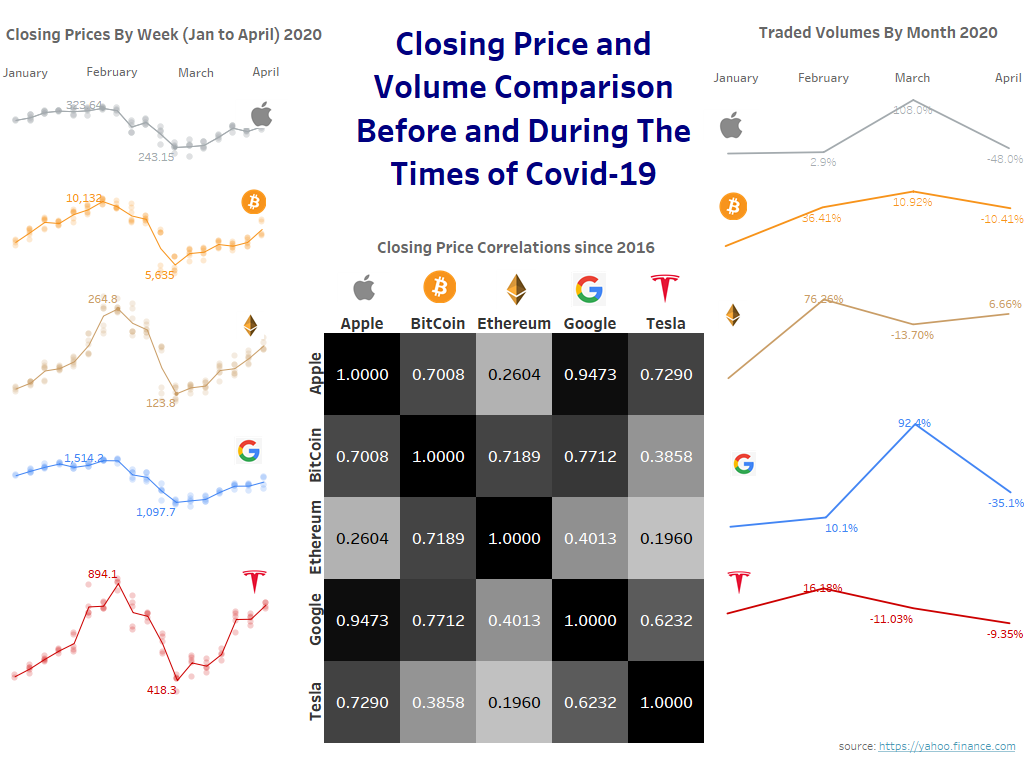 Closing Prices By Week (Jan to April) 2020
January February March April
323.64
243.15
10,132
5,635
264.8
123.8
1,514.2
1,097.7
894.1
418.3
Closing Price and
Volume Comparison
Before and During The
Times of Covid-19
Closing Price Correlations since 2016
Apple BitCoin Ethereum Google Tesla
Apple 1.0000 0.7008 0.2604 0.9473 0.7290
BitCoin 0.7008 1.0000 0.7189 0.7712 0.3858
Ethereum 0.2604 0.7189 1.0000 0.4013 0.1960
Google 0.9473 0.7712 0.4013 1.0000 0.6232
Tesla 0.7290 0.3858 0.1960 0.6232 1.0000
Traded Volumes By Month 2020
January February March April
2.9% 108.0% -48.0%
36.41% 10.92% -10.41%
76.26% -13.70% 6.66%
10.1% 92.4% -35.1%
16.18% -11.03% -9.35%
source: https://yahoo.finance.com